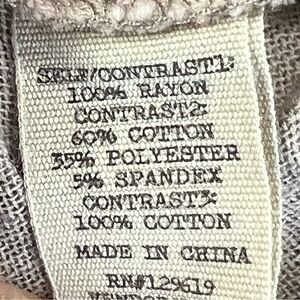 SELF/CONTRAST1:
100% RAYON
CONTRAST2:
60% COTTON
35% POLYESTER
5% SPANDEX
CONTRAST3:
100% COTTON
MADE IN CHINA
RN#129619